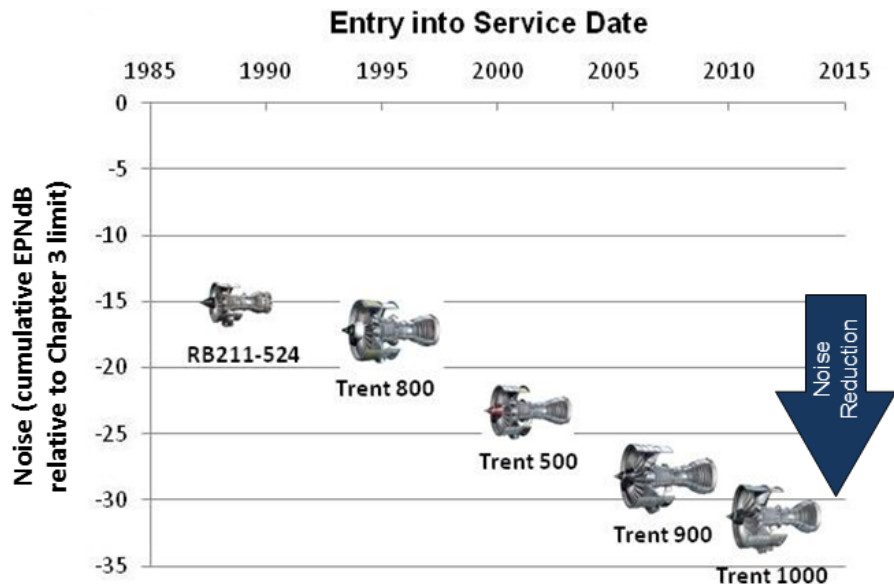 Entry into Service Date
1985 1990 1995 2000 2005 2010 2015
0
-5
-10
-15
-20
-25
-30
-35
Noise (cumulative EPNdB
relative to Chapter 3 limit)
RB211-524
Trent 800
Trent 500
Trent 900
Trent 1000
Noise
Reduction